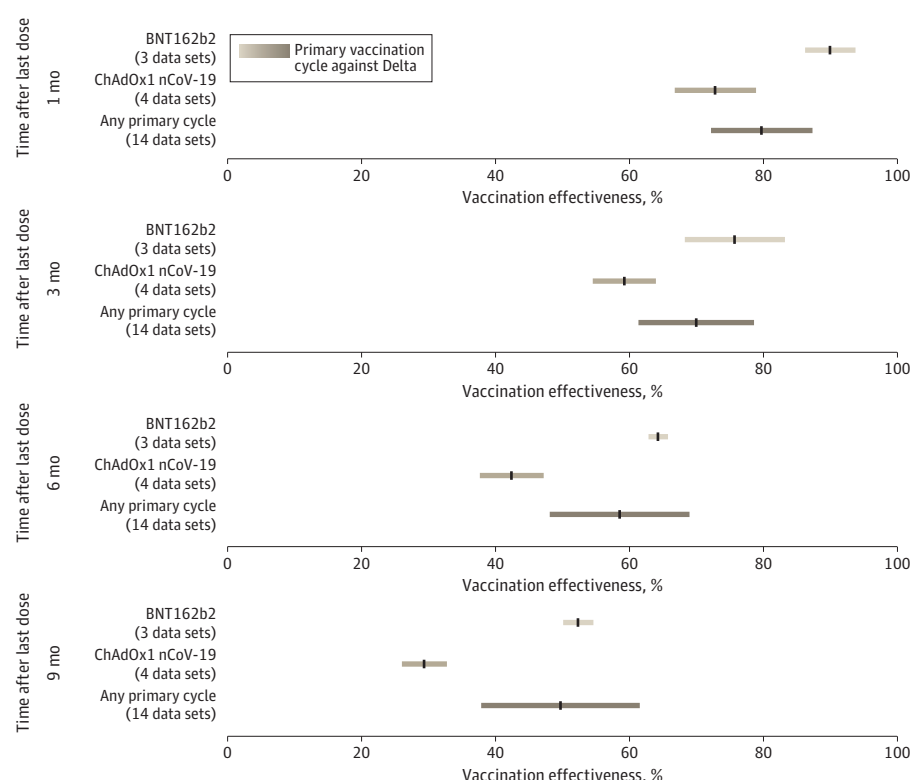 Primary vaccination
cycle against Delta
Time after last dose
1 mo
BNT162b2
(3 data sets)
ChAdOx1 nCoV-19
(4 data sets)
Any primary cycle
(14 data sets)
0 20 40 60 80 100
Vaccination effectiveness, %
Time after last dose
3 mo
BNT162b2
(3 data sets)
ChAdOx1 nCoV-19
(4 data sets)
Any primary cycle
(14 data sets)
0 20 40 60 80 100
Vaccination effectiveness, %
Time after last dose
6 mo
BNT162b2
(3 data sets)
ChAdOx1 nCoV-19
(4 data sets)
Any primary cycle
(14 data sets)
0 20 40 60 80 100
Vaccination effectiveness, %
Time after last dose
9 mo
BNT162b2
(3 data sets)
ChAdOx1 nCoV-19
(4 data sets)
Any primary cycle
(14 data sets)
0 20 40 60 80 100
Vaccination effectiveness, %